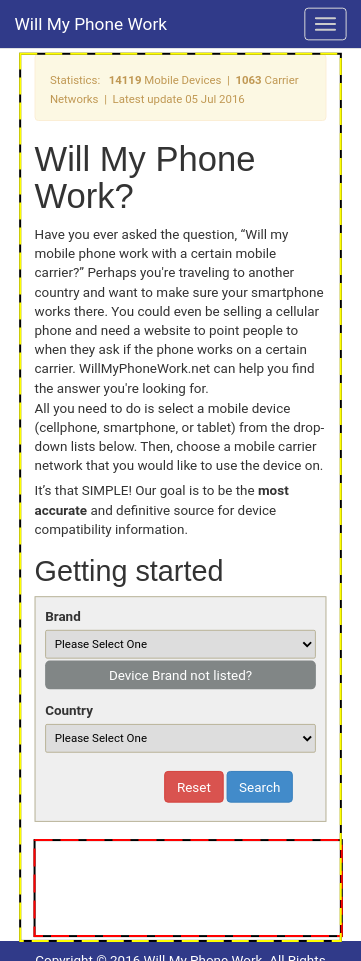 Will My Phone Work
Statistics: 14119 Mobile Devices | 1063 Carrier
Networks | Latest update 05 Jul 2016
Will My Phone
Work?
Have you ever asked the question, “Will my
mobile phone work with a certain mobile
carrier?” Perhaps you're traveling to another
country and want to make sure your smartphone
works there. You could even be selling a cellular
phone and need a website to point people to
when they ask if the phone works on a certain
carrier. WillMyPhoneWork.net can help you find
the answer you're looking for.
All you need to do is select a mobile device
(cellphone, smartphone, or tablet) from the drop-
down lists below. Then, choose a mobile carrier
network that you would like to use the device on.
It’s that SIMPLE! Our goal is to be the most
accurate and definitive source for device
compatibility information.
Getting started
Brand
Please Select One
Device Brand not listed?
Country
Please Select One
Reset Search
Copyright © 2016 Will My Phone Work. All Rights